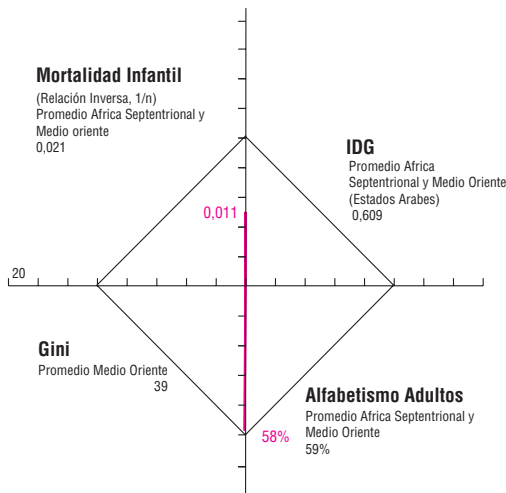 Mortalidad Infantil
(Relación Inversa, 1/n)
Promedio Africa Septentrional y
Medio oriente
0,021
IDG
Promedio Africa
Septentrional y Medio Oriente
(Estados Arabes)
0,609
0,011
20
Gini
Promedio Medio Oriente
39
Alfabetismo Adultos
Promedio Africa Septentrional y
Medio Oriente
59%
58%